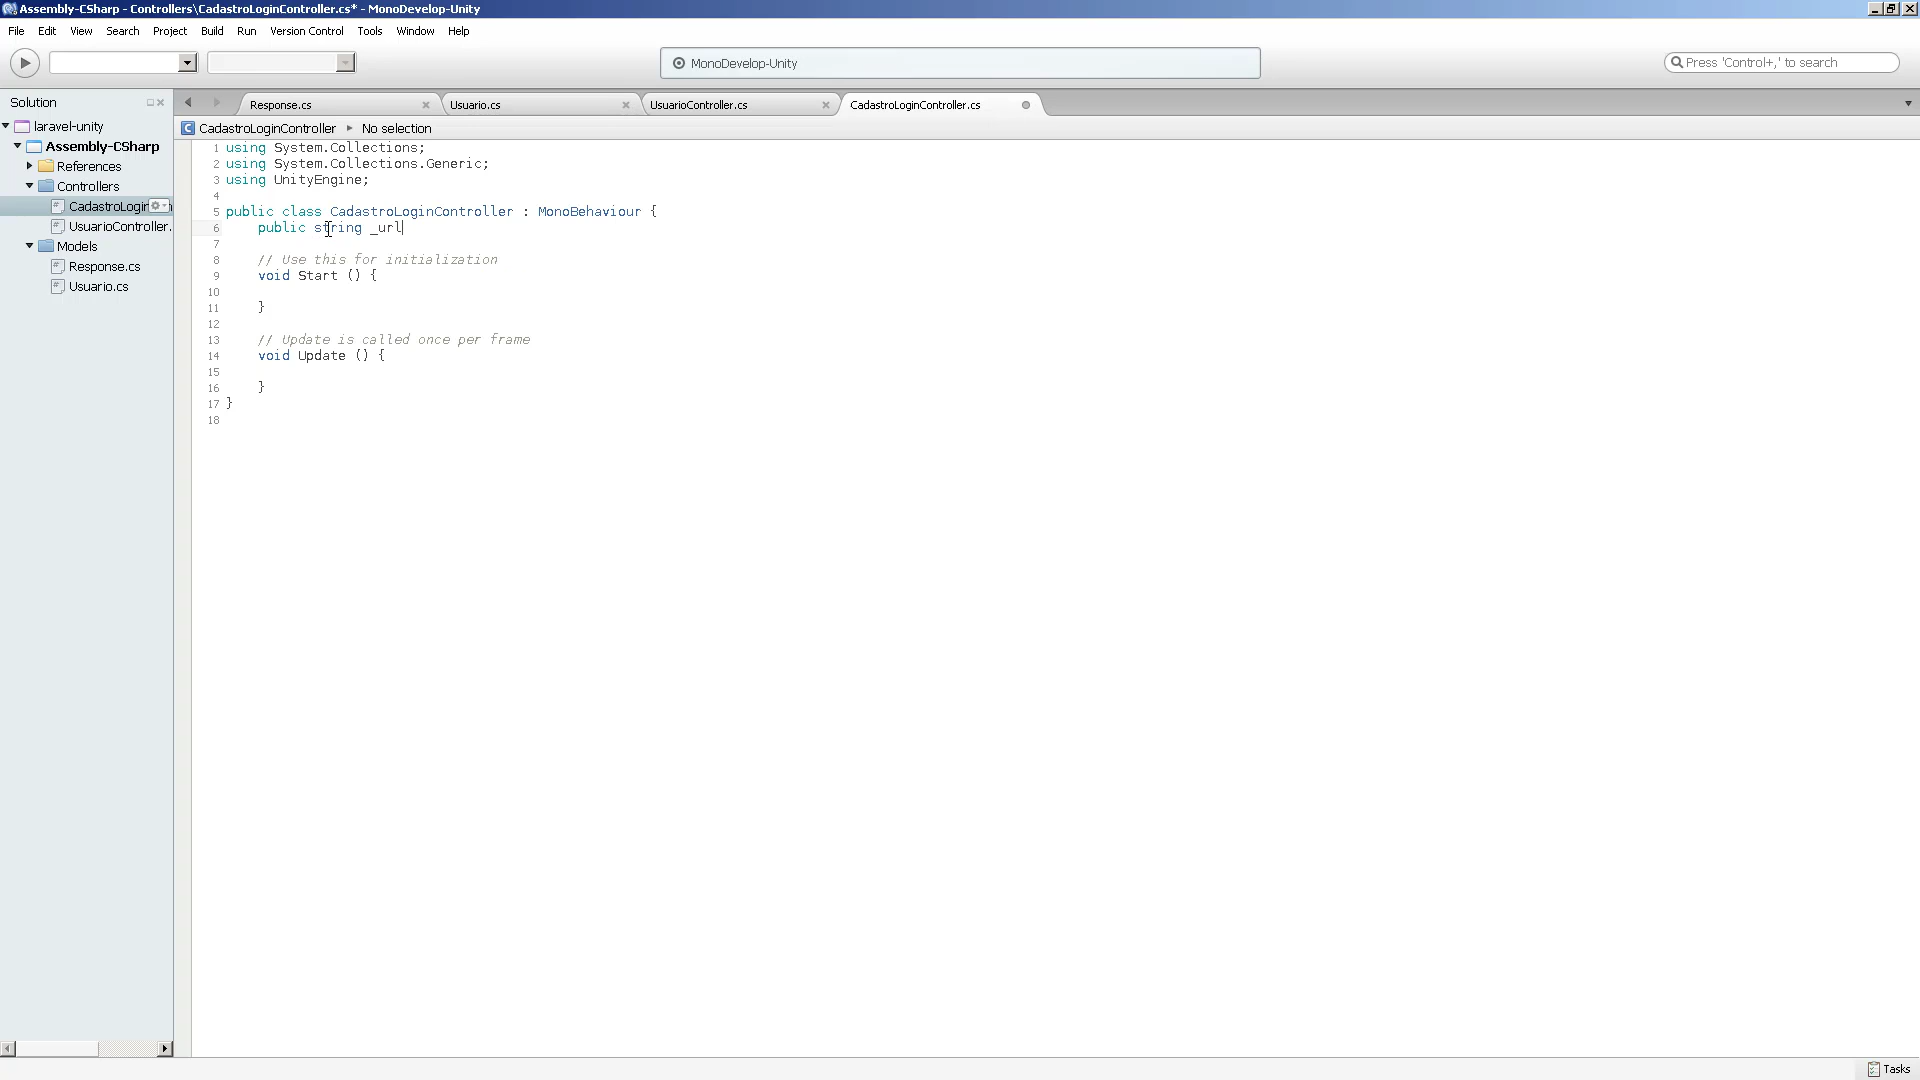 Assembly-CSharp - Controllers\CadastroLoginController.cs* - MonoDevelop-Unity
File Edit View Search Project Build Run Version Control Tools Window Help
MonoDevelop-Unity
Press 'Control+,' to search
Solution
Response.cs
Usuario.cs
UsuarioController.cs
CadastroLoginController.cs
laravel-unity
Assembly-CSharp
References
Controllers
CadastroLogin
UsuarioController.
Models
Response.cs
Usuario.cs
CadastroLoginController No selection
1 using System.Collections;
2 using System.Collections.Generic;
3 using UnityEngine;
4
5 public class CadastroLoginController : MonoBehaviour {
6 public string _url
7
8 // Use this for initialization
9 void Start () {
10
11 }
12
13 // Update is called once per frame
14 void Update () {
15
16 }
17 }
18
Tasks